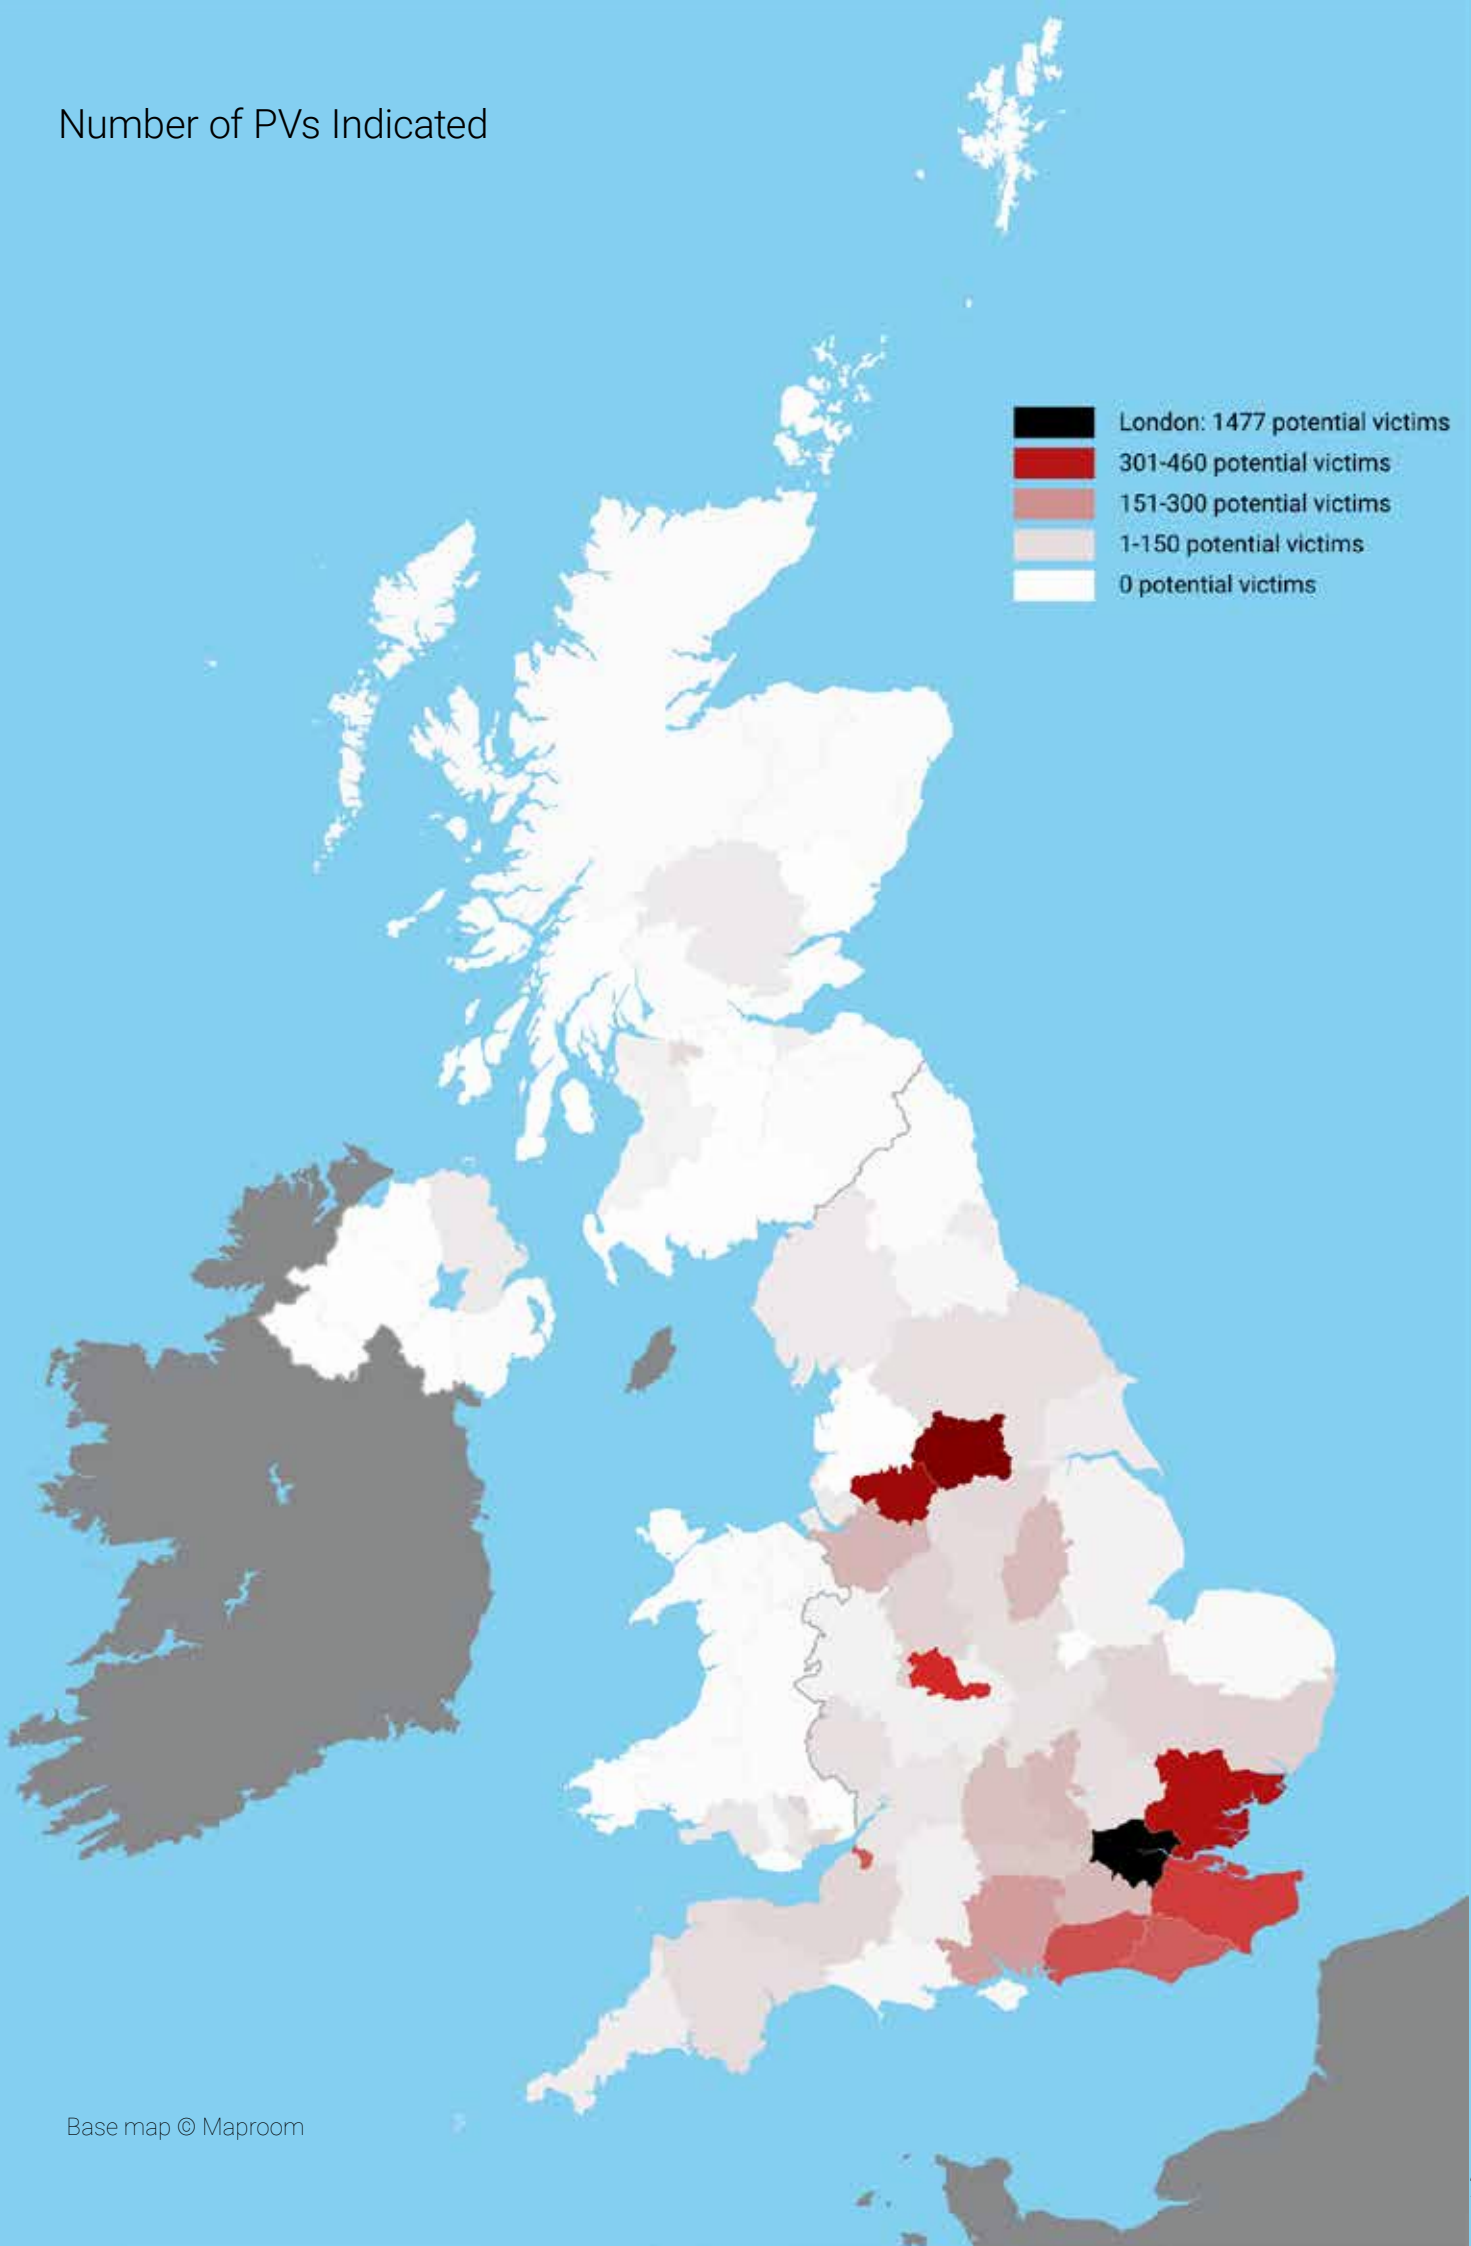 Number of PVs Indicated
London: 1477 potential victims
301-460 potential victims
151-300 potential victims
1-150 potential victims
0 potential victims
Base map © Maproom